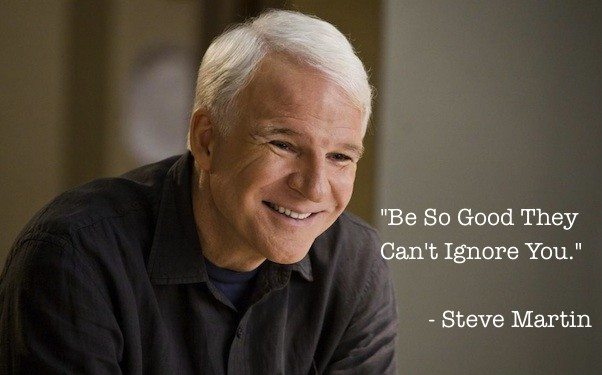 "Be So Good They
Can't Ignore You."
- Steve Martin